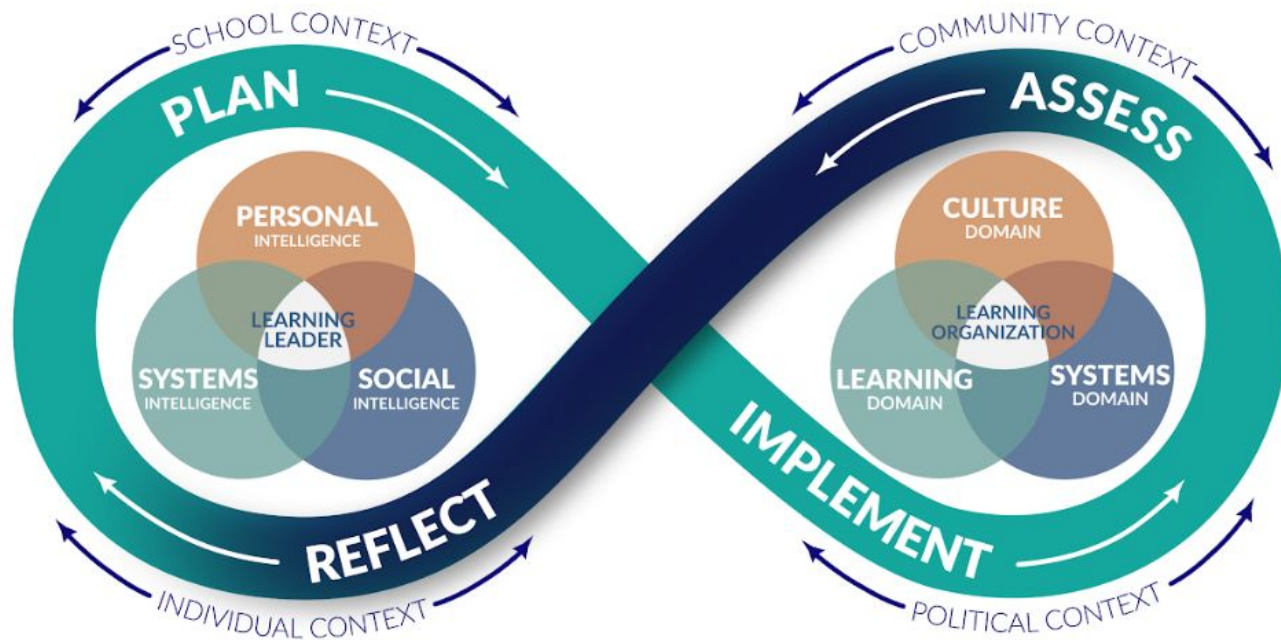 SCHOOL CONTEXT
PLAN
PERSONAL
INTELLIGENCE
LEARNING
LEADER
SYSTEMS
INTELLIGENCE
SOCIAL
INTELLIGENCE
REFLECT
INDIVIDUAL CONTEXT
COMMUNITY CONTEXT
ASSESS
CULTURE
DOMAIN
LEARNING
ORGANIZATION
LEARNING
DOMAIN
SYSTEMS
DOMAIN
IMPLEMENT
POLITICAL CONTEXT